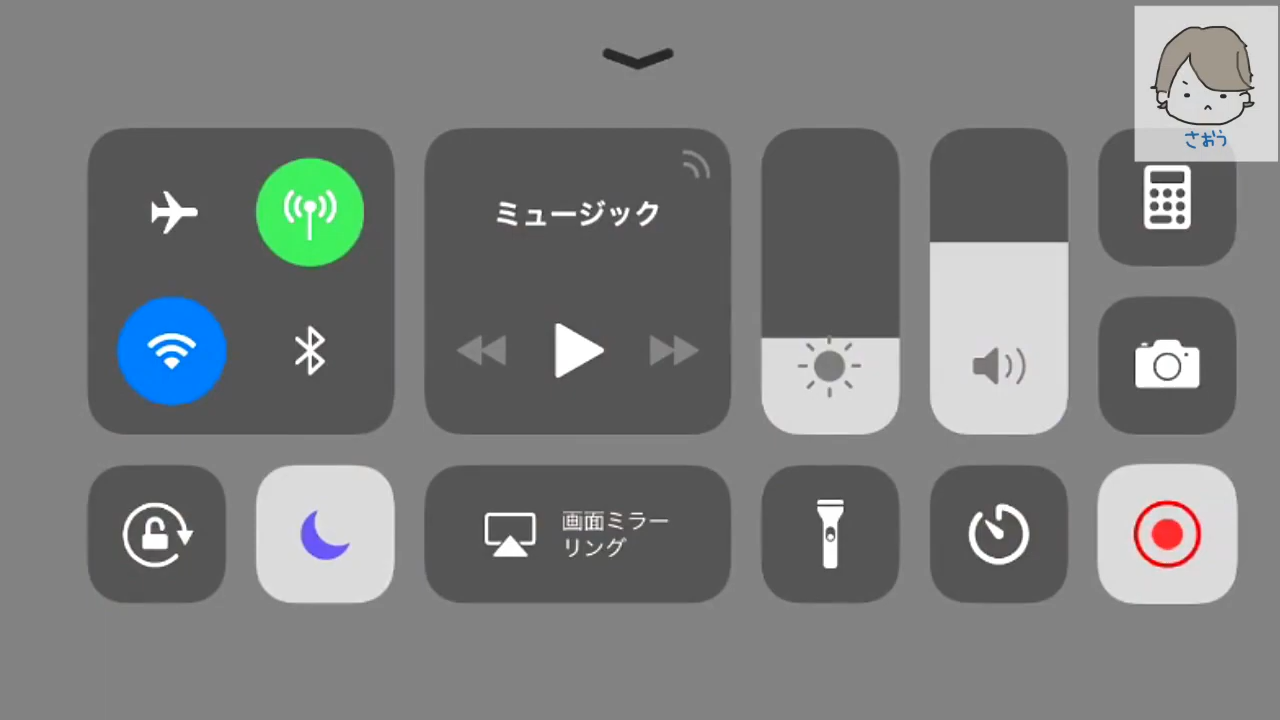 さおう
ミュージック
画面ミラー
リング